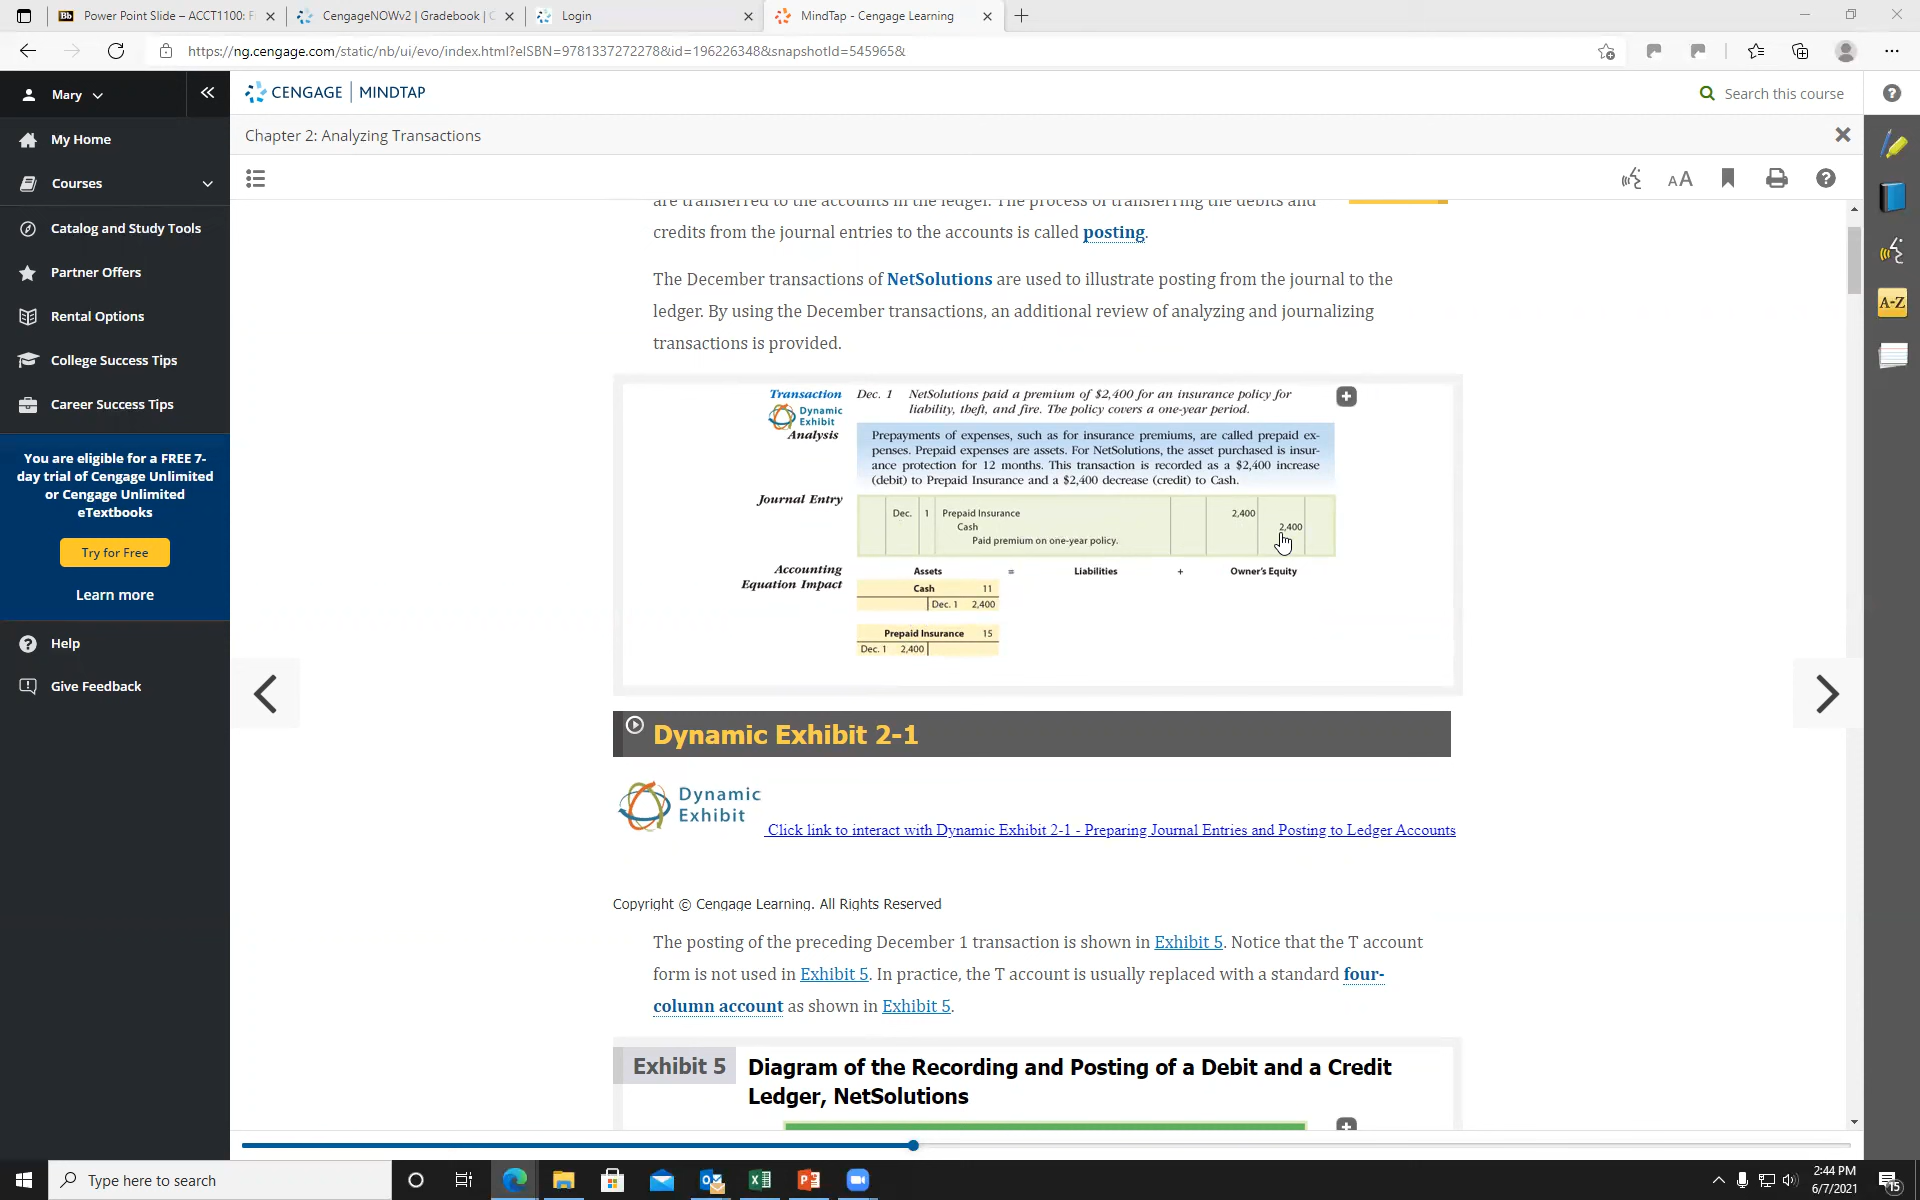 Power Point Slide – ACCT1100: F
CengageNOWv2 | Gradebook | C
Login
MindTap - Cengage Learning
https://ng.cengage.com/static/nb/ui/evo/index.html?eISBN=9781337272278&id=196226348&snapshotId=545965&
Mary
CENGAGE | MINDTAP
Search this course
Chapter 2: Analyzing Transactions
My Home
Courses
Catalog and Study Tools
Partner Offers
Rental Options
College Success Tips
Career Success Tips
You are eligible for a FREE 7-
day trial of Cengage Unlimited
or Cengage Unlimited
eTextbooks
Try for Free
Learn more
Help
Give Feedback
AA
A-Z
are transferred to the accounts in the ledger. The process of transferring the debits and
credits from the journal entries to the accounts is called posting.
The December transactions of NetSolutions are used to illustrate posting from the journal to the
ledger. By using the December transactions, an additional review of analyzing and journalizing
transactions is provided.
Transaction Dec. 1 NetSolutions paid a premium of $2,400 for an insurance policy for
liability, theft, and fire. The policy covers a one-year period.
Dynamic
Exhibit
Analysis
Prepayments of expenses, such as for insurance premiums, are called prepaid ex-
penses. Prepaid expenses are assets. For NetSolutions, the asset purchased is insur-
ance protection for 12 months. This transaction is recorded as a $2,400 increase
(debit) to Prepaid Insurance and a $2,400 decrease (credit) to Cash.
Journal Entry
Dec. 1 Prepaid Insurance 2,400
Cash 2,400
Paid premium on one-year policy.
Accounting
Equation Impact
Assets = Liabilities + Owner's Equity
Cash 11
Dec. 1 2,400
Prepaid Insurance 15
Dec. 1 2,400
Dynamic Exhibit 2-1
Dynamic
Exhibit
Click link to interact with Dynamic Exhibit 2-1 - Preparing Journal Entries and Posting to Ledger Accounts
Copyright © Cengage Learning. All Rights Reserved
The posting of the preceding December 1 transaction is shown in Exhibit 5. Notice that the T account
form is not used in Exhibit 5. In practice, the T account is usually replaced with a standard four-
column account as shown in Exhibit 5.
Exhibit 5 Diagram of the Recording and Posting of a Debit and a Credit
Ledger, NetSolutions
Type here to search
2:44 PM
6/7/2021
15